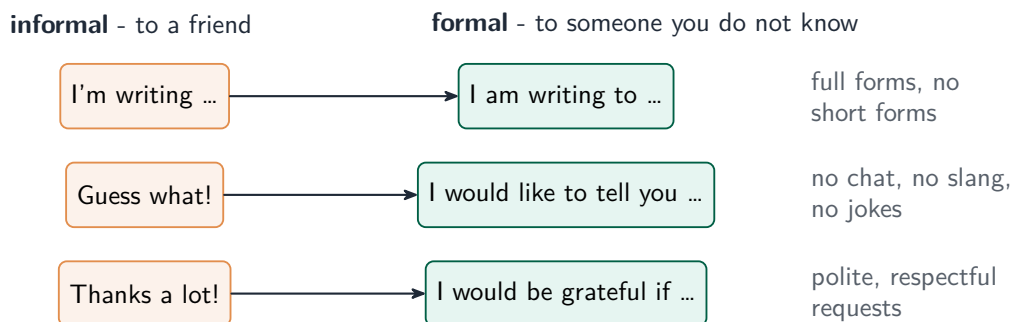 informal - to a friend
formal - to someone you do not know
I'm writing ...
I am writing to ...
full forms, no
short forms
Guess what!
I would like to tell you ...
no chat, no slang,
no jokes
Thanks a lot!
I would be grateful if ...
polite, respectful
requests